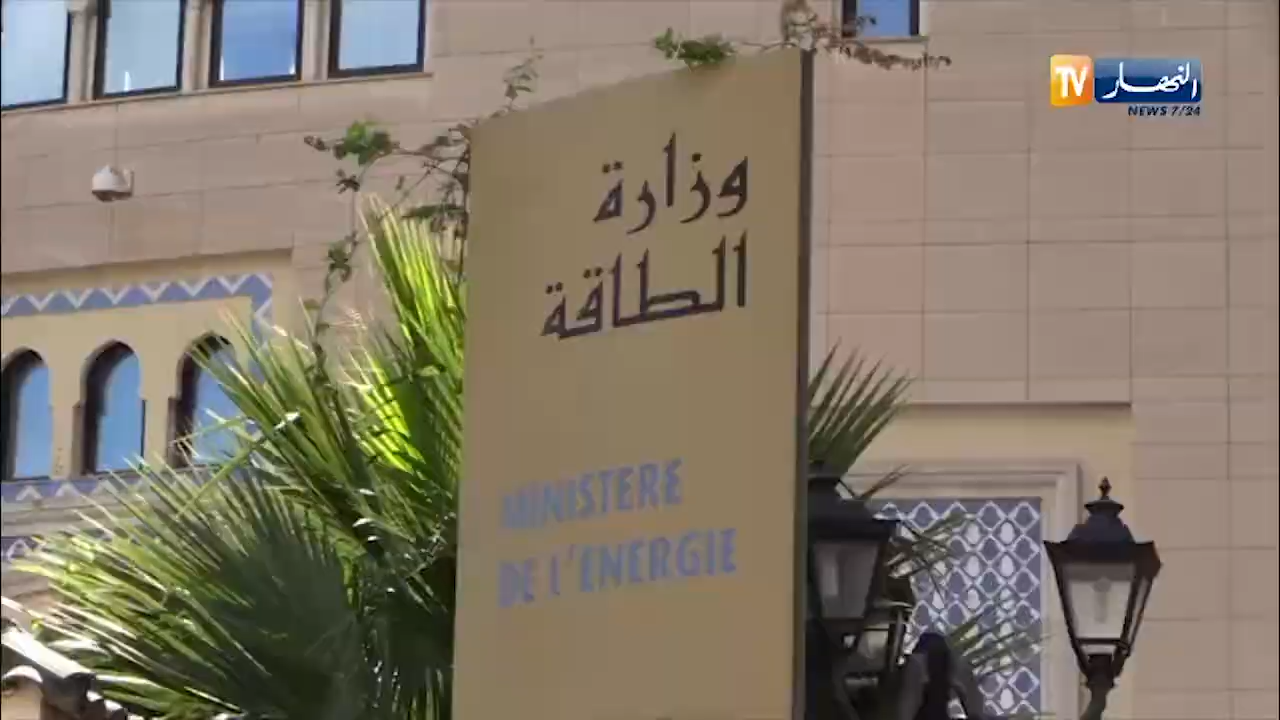 TV النهار
NEWS 7/24
وزارة
الطاقة
MINISTERE
DE L'ENERGIE